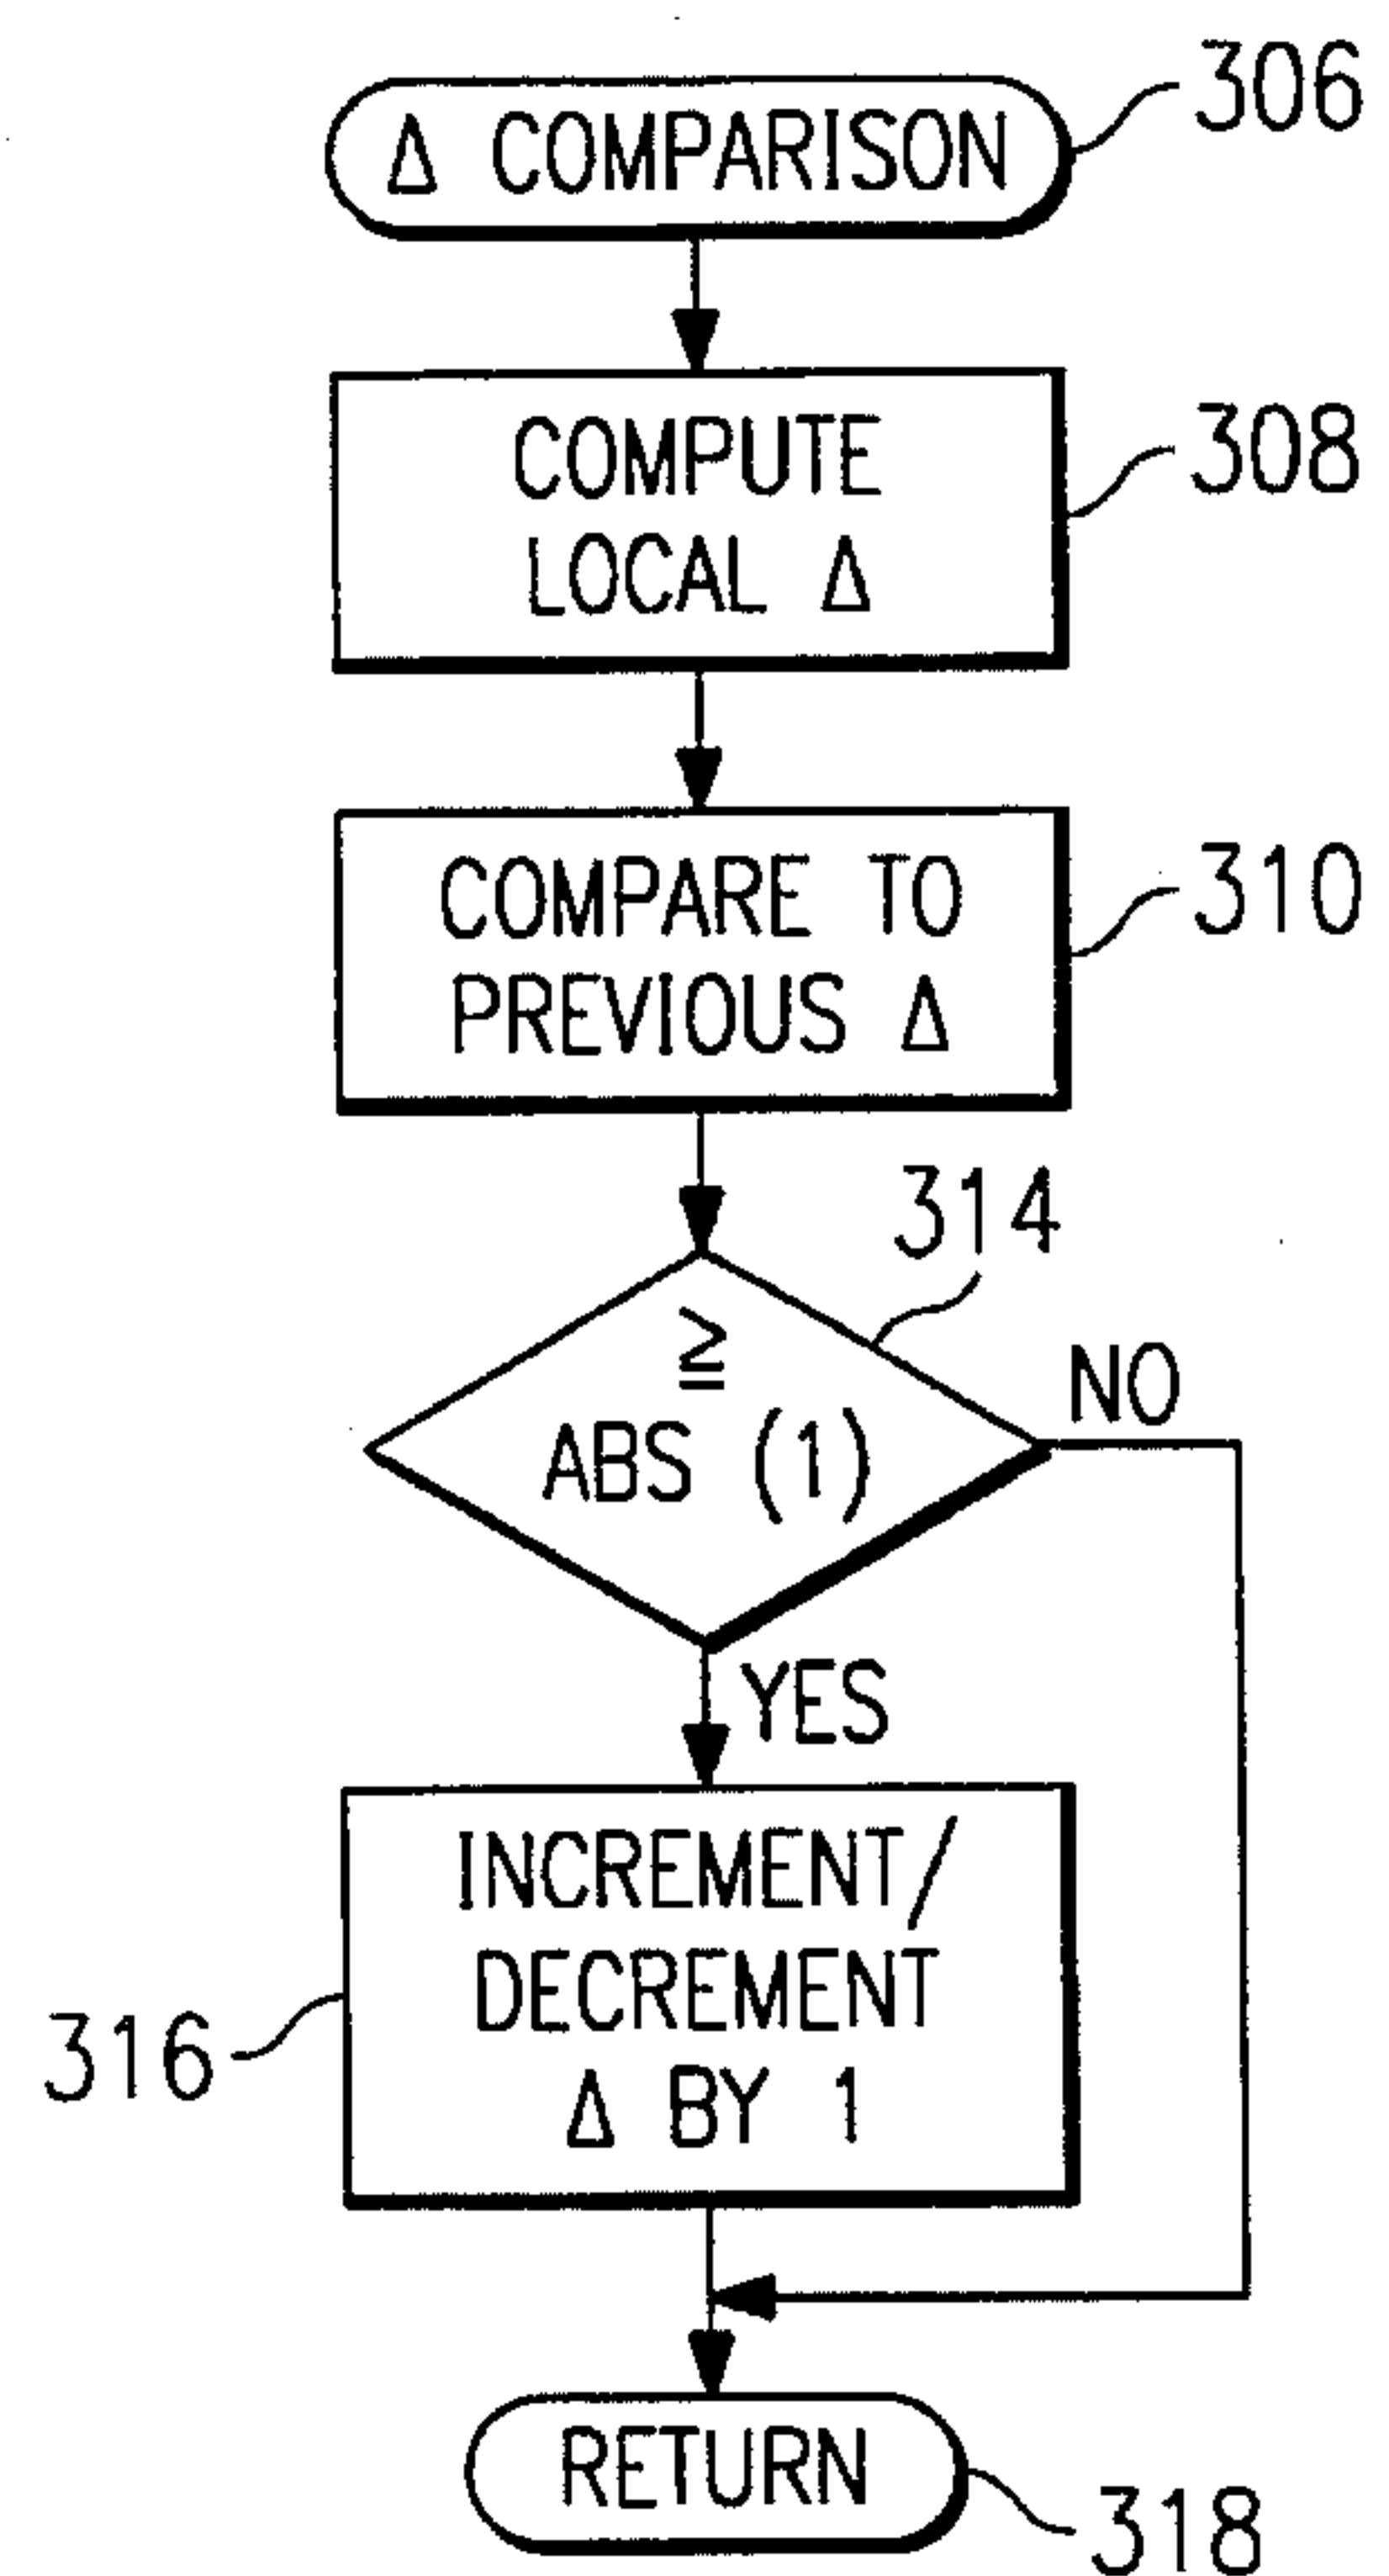 Δ COMPARISON
306
COMPUTE
LOCAL Δ
308
COMPARE TO
PREVIOUS Δ
310
314
≧
ABS (1)
NO
YES
INCREMENT/
DECREMENT
Δ BY 1
316
RETURN
318